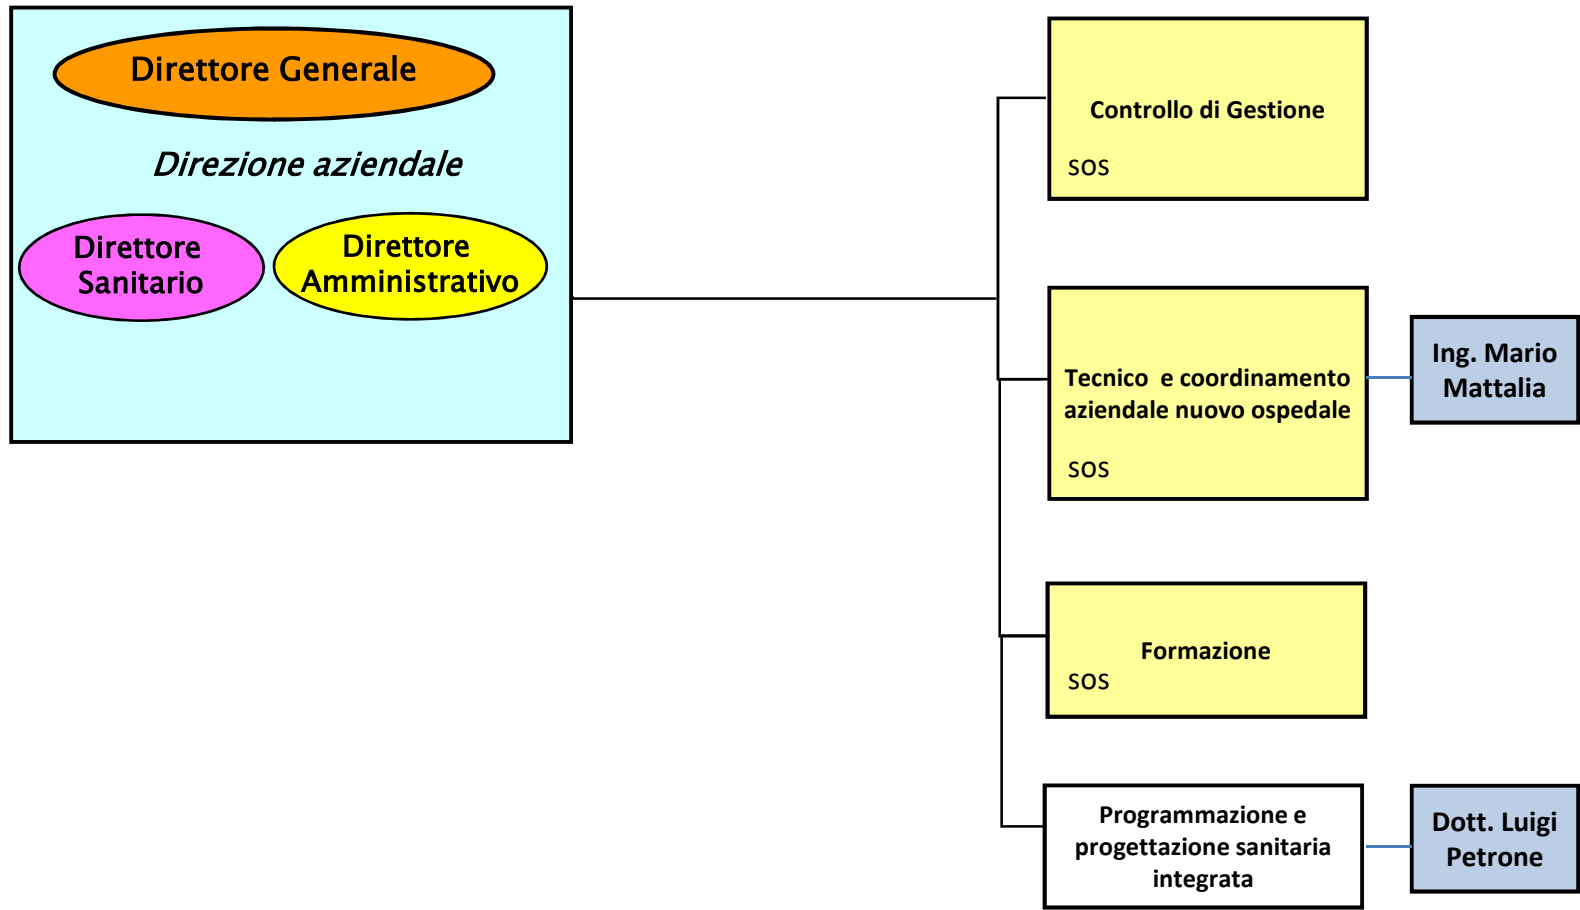 Direttore Generale
Direzione aziendale
Direttore
Sanitario
Direttore
Amministrativo
Controllo di Gestione
SOS
Tecnico e coordinamento
aziendale nuovo ospedale
SOS
Ing. Mario
Mattalia
Formazione
SOS
Programmazione e
progettazione sanitaria
integrata
Dott. Luigi
Petrone